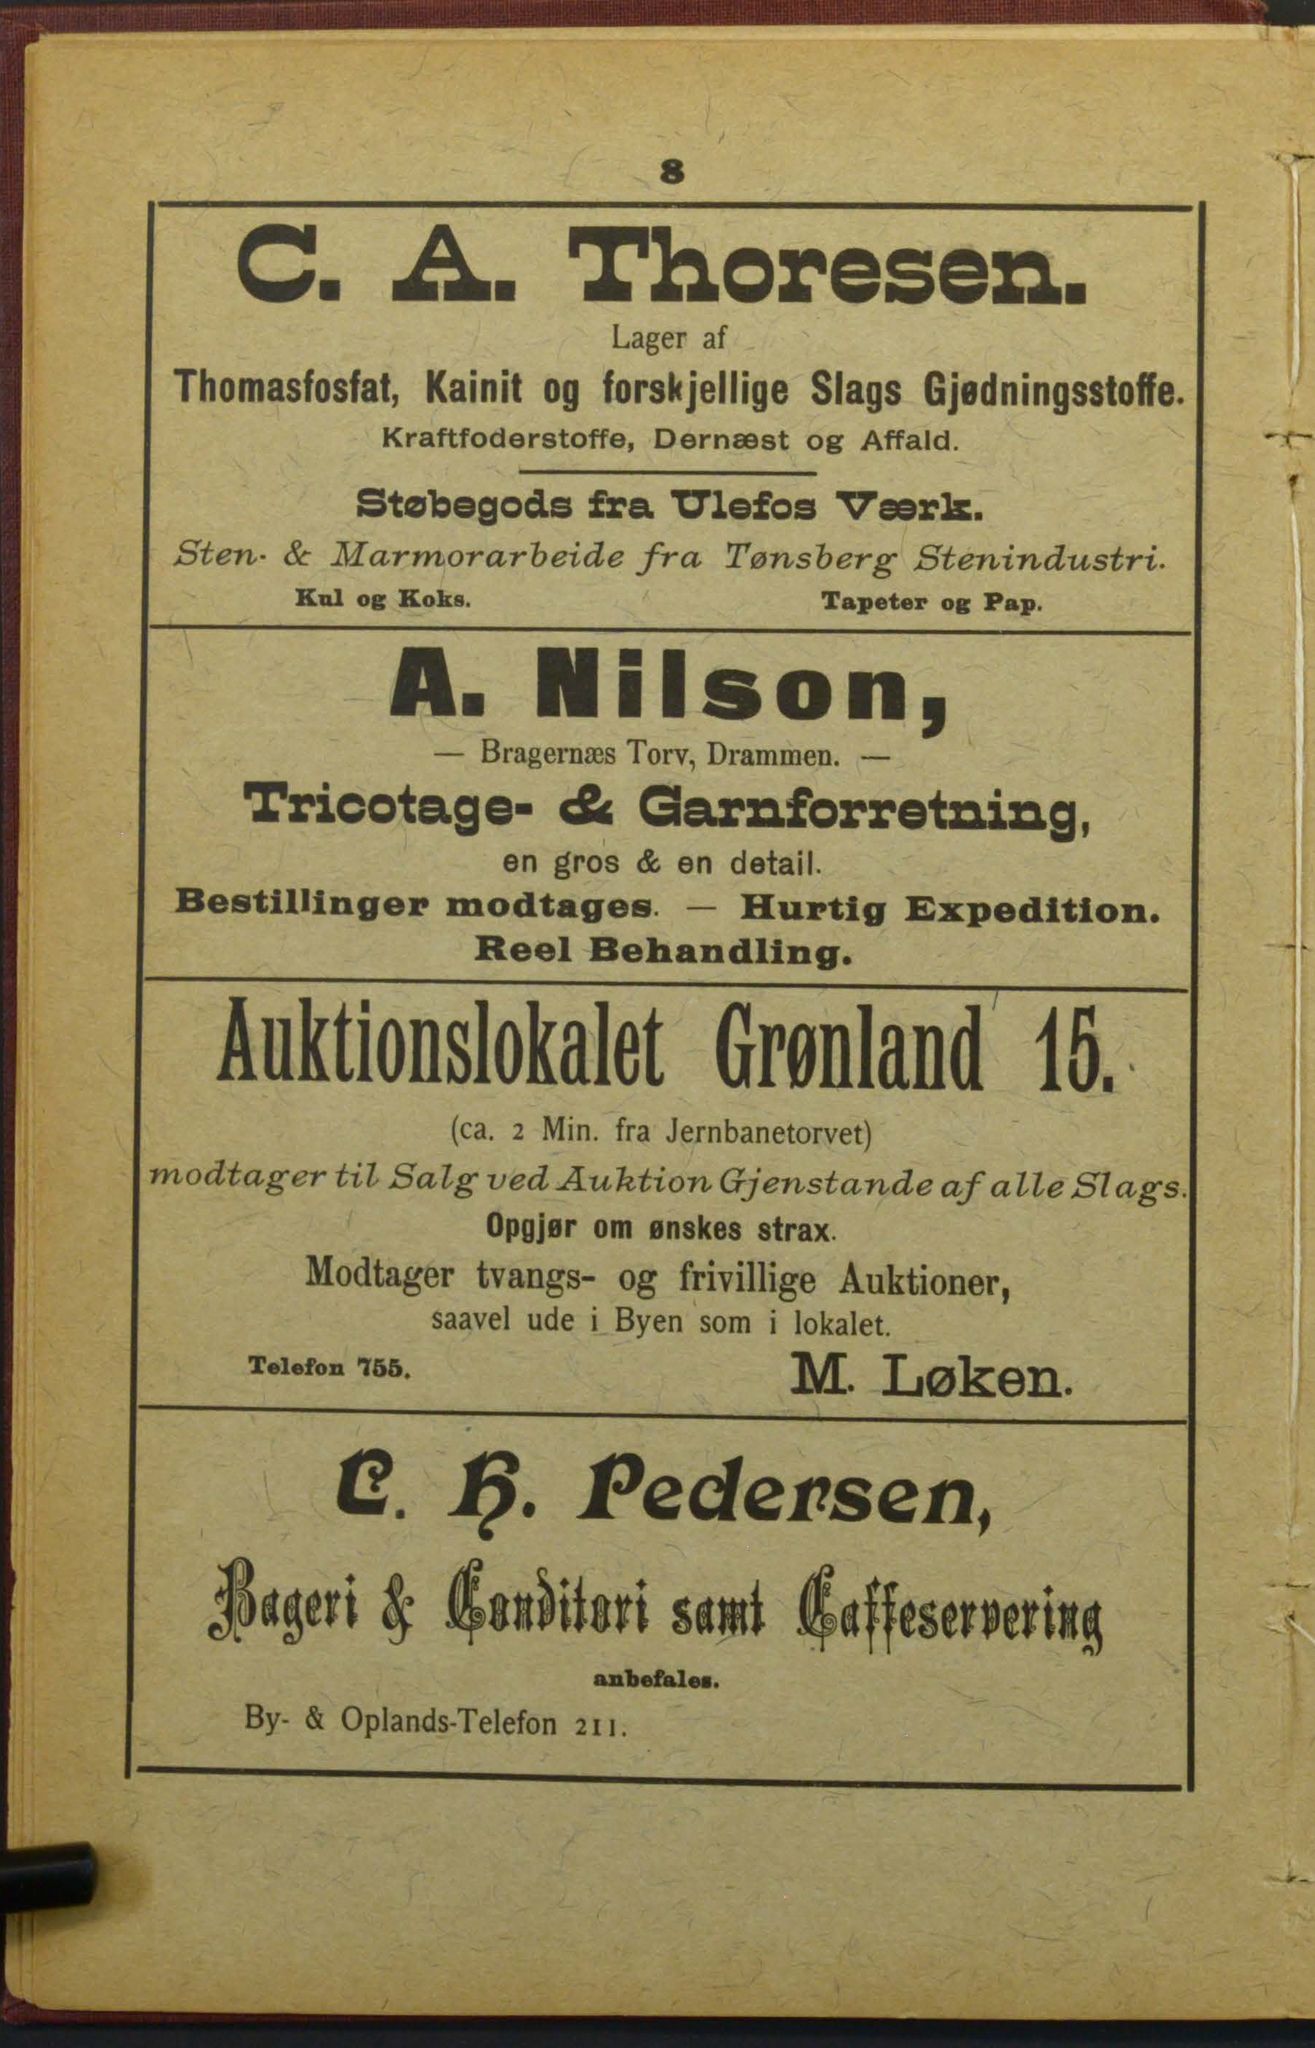 8
C. A. Thoresen.
Lager af
Thomasfosfat, Kainit og forskjellige Slags Gjødningsstoffe.
Kraftfoderstoffe, Dernæst og Affald.
Støbegods fra Ulefos Værk.
Sten- & Marmorarbeide fra Tønsberg Stenindustri.
Kul og Koks. Tapeter og Pap.
A. Nilson,
— Bragernæs Torv, Drammen. —
Tricotage- & Garnforretning,
en gros & en detail.
Bestillinger modtages. — Hurtig Expedition.
Reel Behandling.
Auktionslokalet Grønland 15.
(ca. 2 Min. fra Jernbanetorvet)
modtager til Salg ved Auktion Gjenstande af alle Slags.
Opgjør om ønskes strax.
Modtager tvangs- og frivillige Auktioner,
saavel ude i Byen som i lokalet.
Telefon 755. M. Løken.
C. H. Pedersen,
Bageri & Conditori samt Caffeservering
anbefales.
By- & Oplands-Telefon 211.